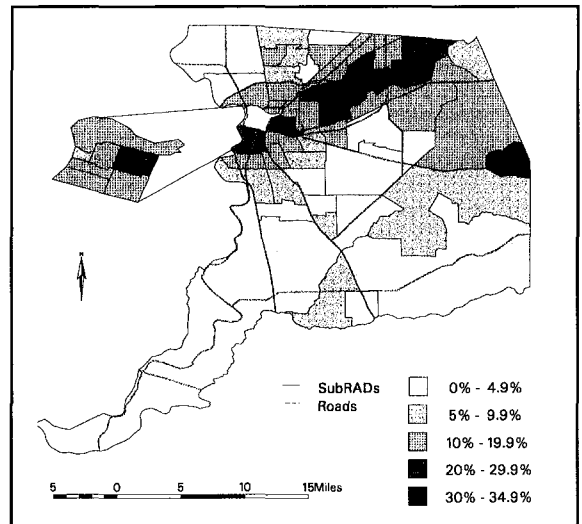 N
SubRADs
Roads
0% - 4.9%
5% - 9.9%
10% - 19.9%
20% - 29.9%
30% - 34.9%
5 0 5 10 15Miles